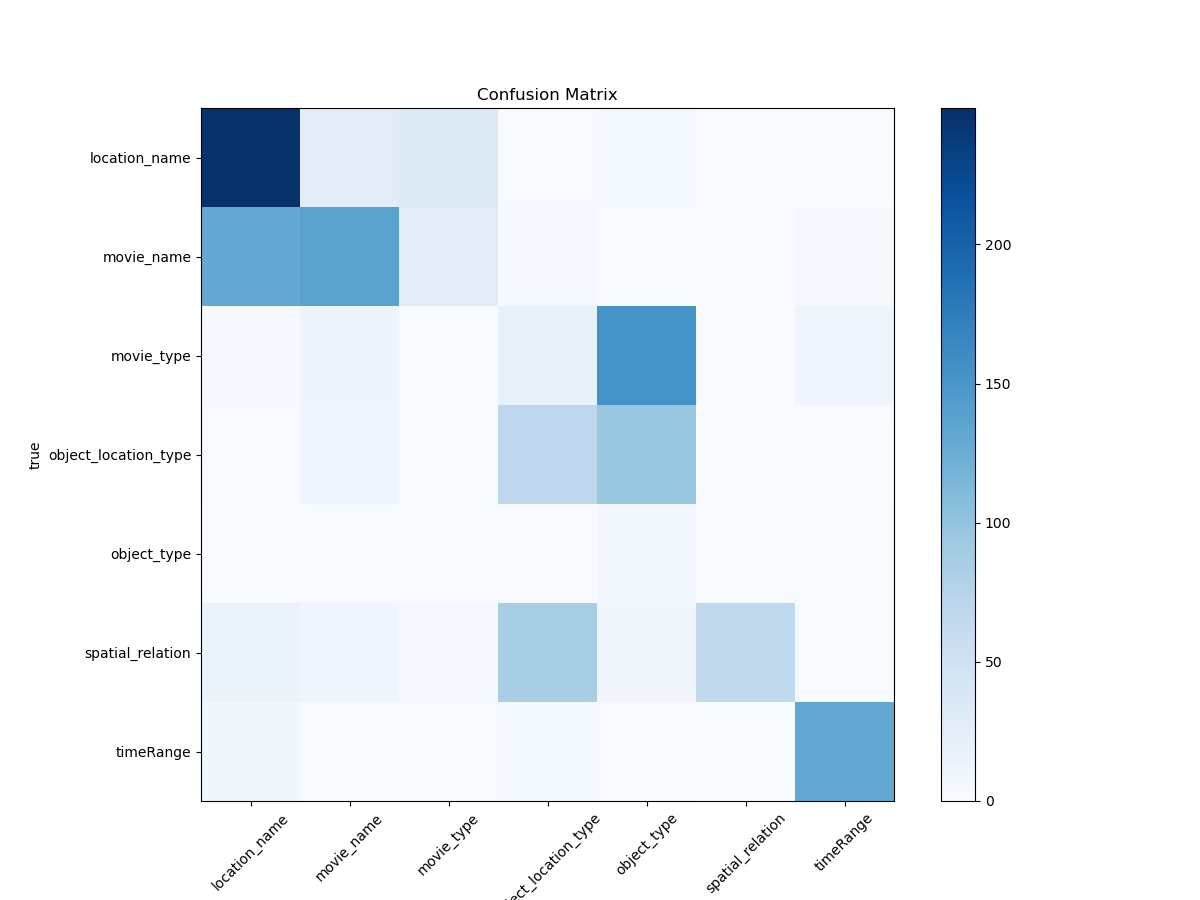 Confusion Matrix
location_name
movie_name
movie_type
object_location_type
object_type
spatial_relation
timeRange
true
location_name
movie_name
movie_type
ject_location_type
object_type
spatial_relation
timeRange
200
150
100
50
0